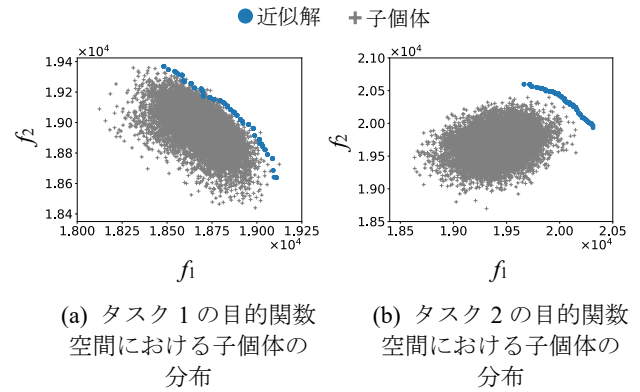 近似解 子個体
×10⁴ ×10⁴
1.94 2.10
1.92 2.05
1.90 2.00
1.88 1.95
1.86 1.90
1.84 1.85
f₂ f₂
1.800 1.825 1.850 1.875 1.900 1.925 1.85 1.90 1.95 2.00 2.05
×10⁴ ×10⁴
f₁ f₁
(a) タスク 1 の目的関数
空間における子個体の
分布
(b) タスク 2 の目的関数
空間における子個体の
分布